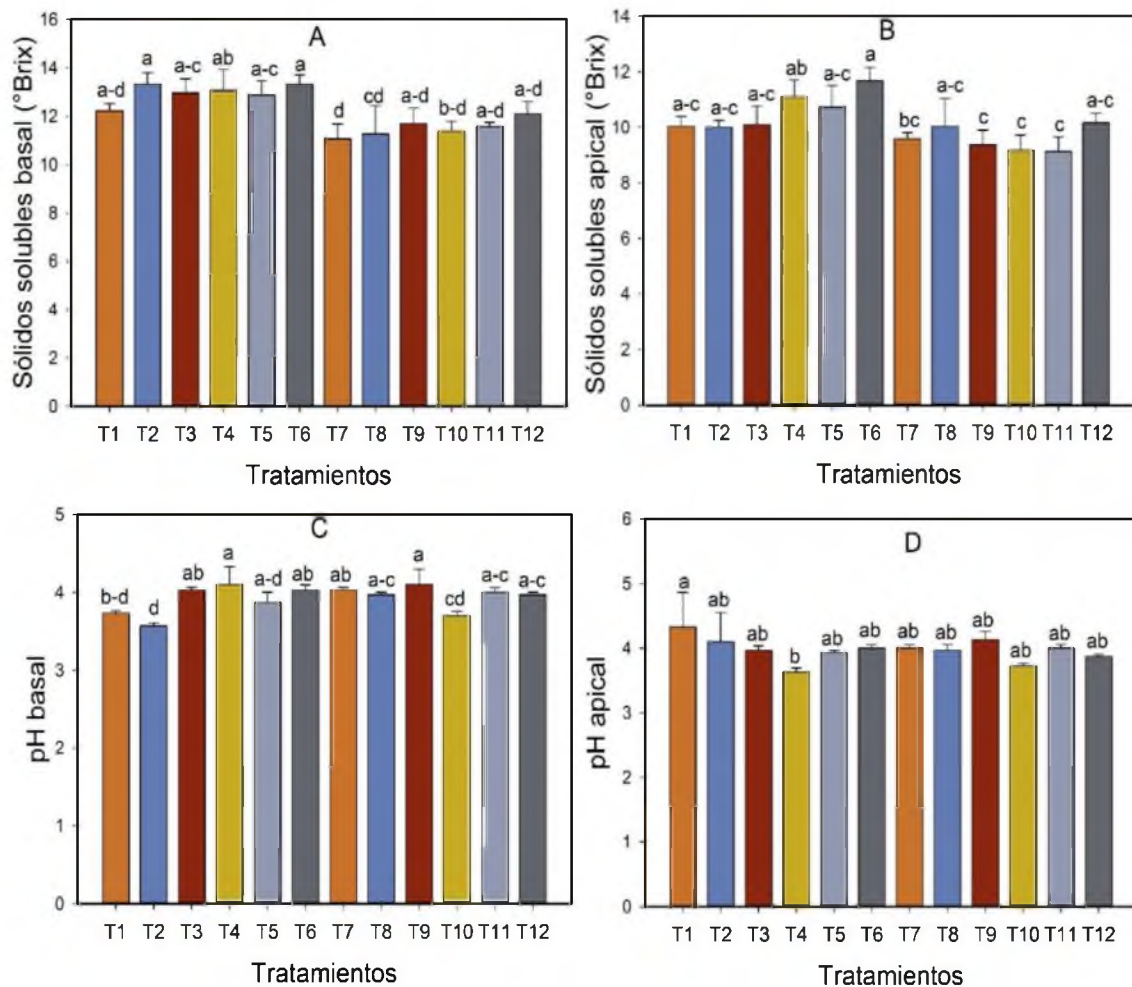 A
Sólidos solubles basal (°Brix)
16
14
12
10
8
6
4
2
0
a-d
a
a-c
ab
a-c
a
d
cd
a-d
b-d
a-d
a-d
T1 T2 T3 T4 T5 T6 T7 T8 T9 T10 T11 T12
Tratamientos
B
Sólidos solubles apical (°Brix)
14
12
10
8
6
4
2
0
a-c
a-c
a-c
ab
a-c
a
bc
a-c
c
c
c
a-c
T1 T2 T3 T4 T5 T6 T7 T8 T9 T10 T11 T12
Tratamientos
C
pH basal
5
4
3
2
1
0
b-d
d
ab
a
a-d
ab
ab
a-c
a
cd
a-c
a-c
T1 T2 T3 T4 T5 T6 T7 T8 T9 T10 T11 T12
Tratamientos
D
pH apical
6
5
4
3
2
1
0
a
ab
ab
b
ab
ab
ab
ab
ab
ab
ab
ab
T1 T2 T3 T4 T5 T6 T7 T8 T9 T10 T11 T12
Tratamientos